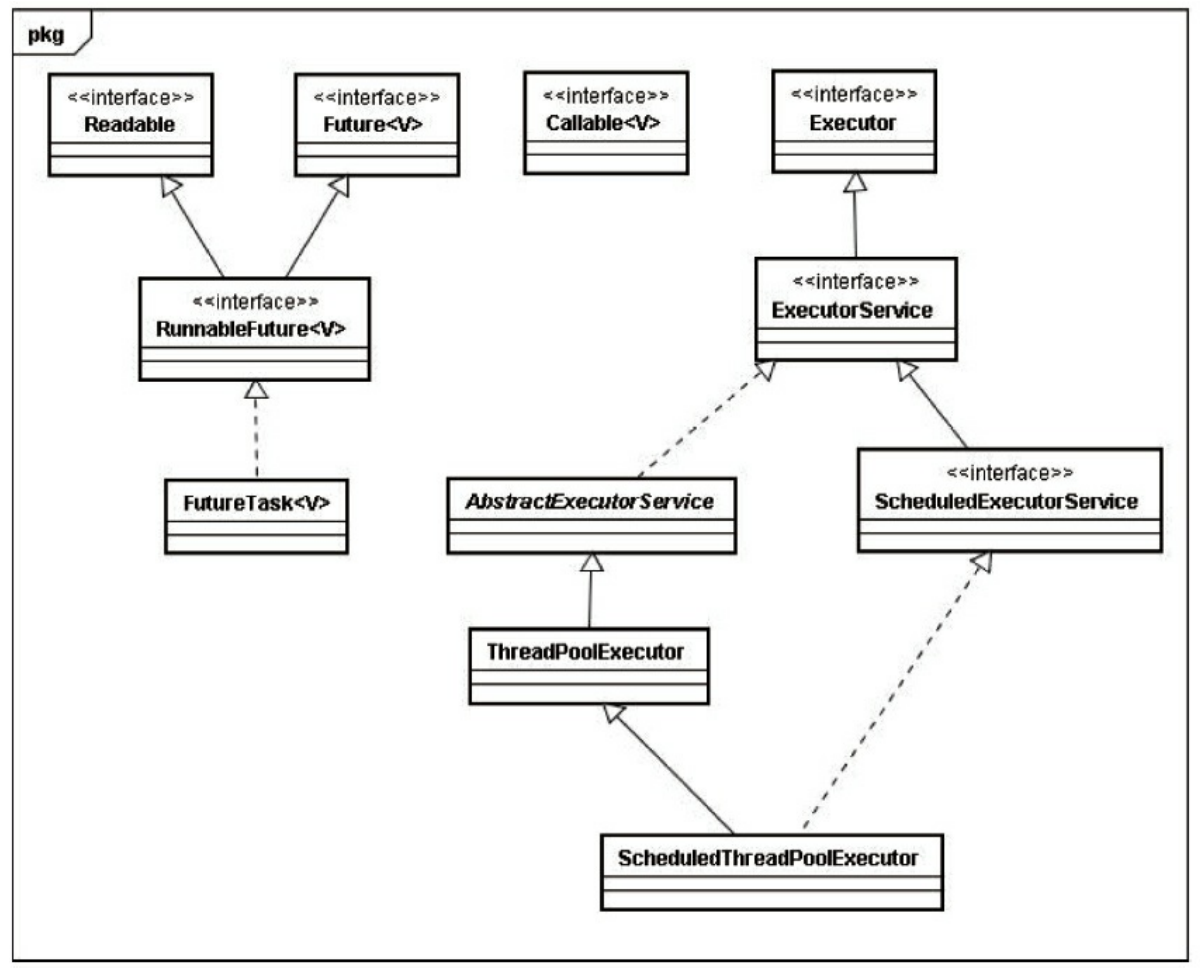 pkg
<<interface>>
Readable
<<interface>>
Future<V>
<<interface>>
Callable<V>
<<interface>>
Executor
<<interface>>
RunnableFuture<V>
<<interface>>
ExecutorService
FutureTask<V>
AbstractExecutorService
<<interface>>
ScheduledExecutorService
ThreadPoolExecutor
ScheduledThreadPoolExecutor